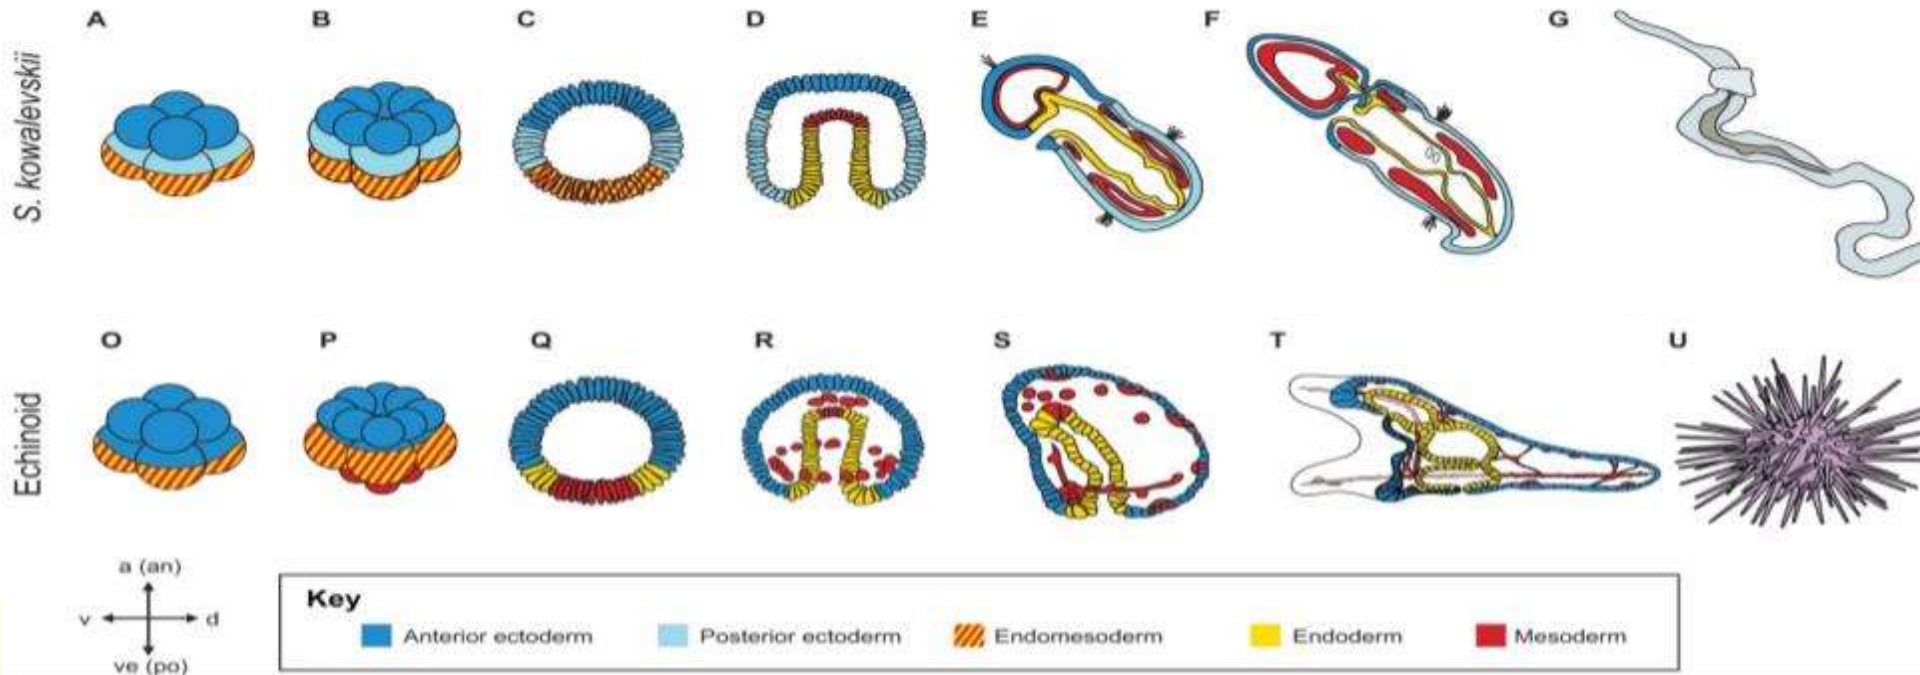 A B C D E F G
S. kowalevskii
O P Q R S T U
Echinoid
a (an)
v d
ve (po)
Key
Anterior ectoderm Posterior ectoderm Endomesoderm Endoderm Mesoderm